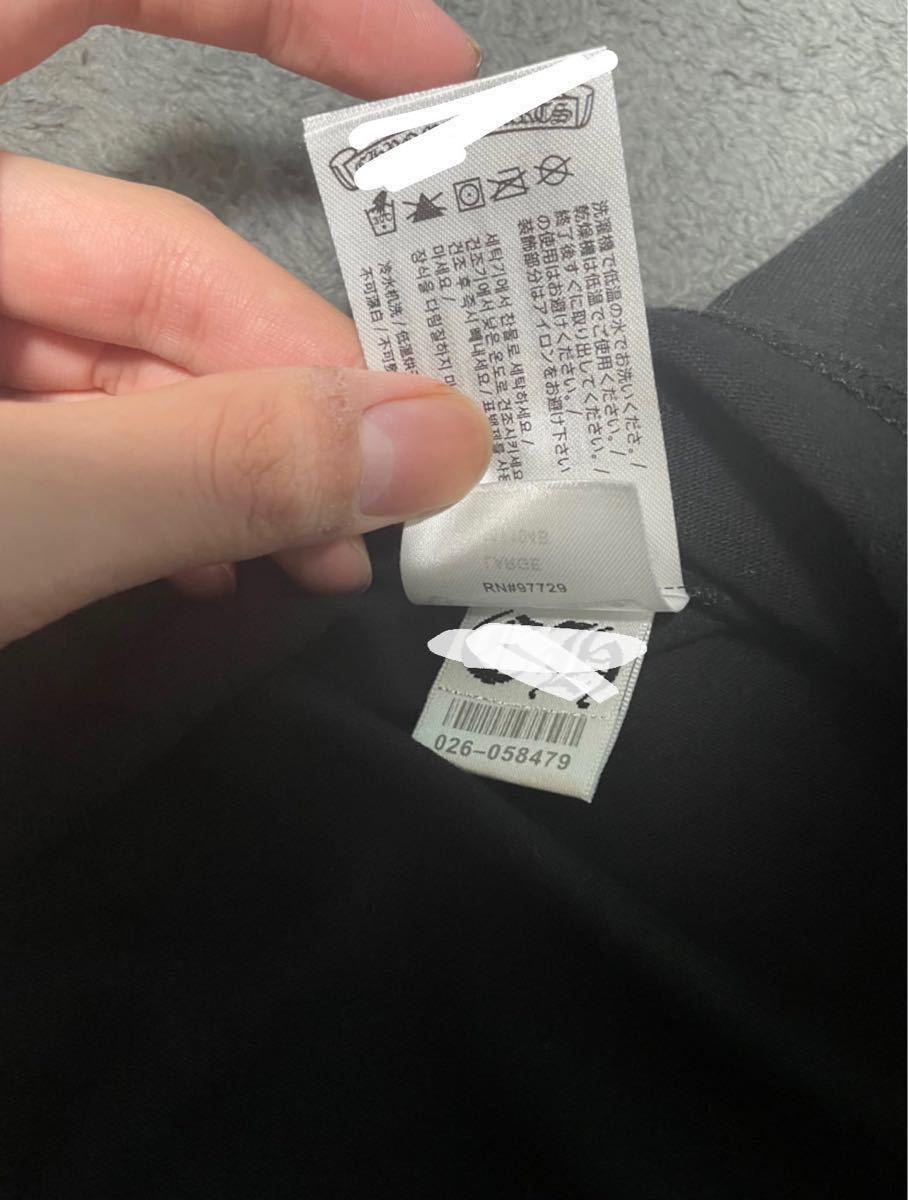 洗濯機で低温の水でお洗いくださ。/
乾燥機は低温でご使用ください。/
終了後すぐに取り出してください。/
の使用はお避けください。/
装飾部分はアイロンをお避け下さい
세탁기에서 찬물로 세탁하세요 /
건조기에서 낮은 온도로 건조시키세요
건조 후 즉시 빼내세요 / 표백제를 사용
마세요 /
장식을 다림질하지 마
冷水机洗 / 低温烘
不可漂白 / 不可
LARGE
RN#97729
026-058479